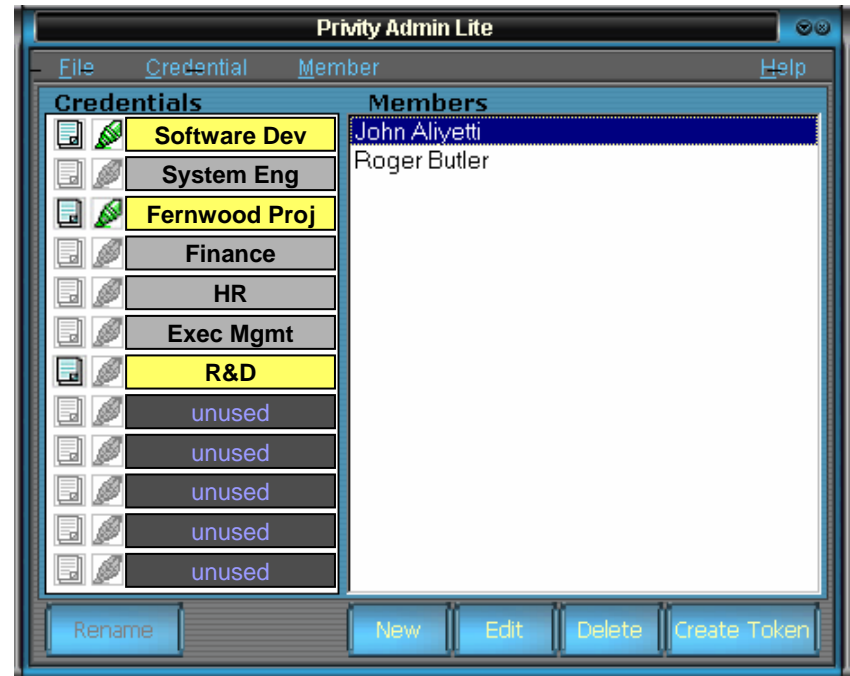 Privity Admin Lite
File Credential Member Help
Credentials Members
Software Dev John Aliyetti
System Eng Roger Butler
Fernwood Proj
Finance
HR
Exec Mgmt
R&D
unused
unused
unused
unused
unused
Rename New Edit Delete Create Token